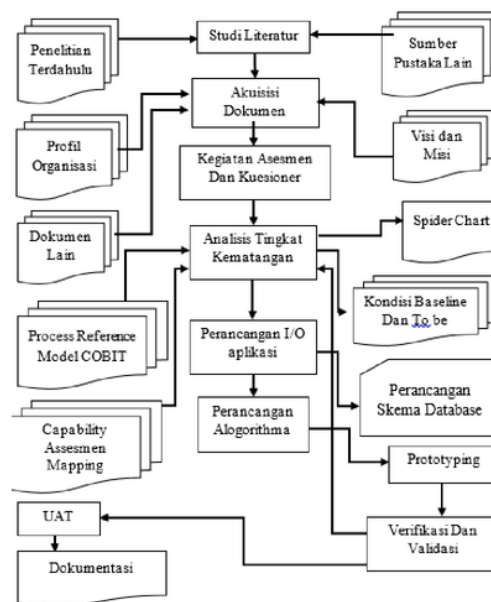 Studi Literatur
Penelitian
Terdahulu
Sumber
Pustaka Lain
Akuisisi
Dokumen
Profil
Organisasi
Visi dan
Misi
Kegiatan Asesmen
Dan Kuesioner
Dokumen
Lain
Analisis Tingkat
Kematangan
Spider Chart
Kondisi Baseline
Dan To be
Process Reference
Model COBIT
Perancangan I/O
aplikasi
Perancangan
Skema Database
Capability
Assesmen
Mapping
Perancangan
Alogorithma
Prototyping
UAT
Verifikasi Dan
Validasi
Dokumentasi